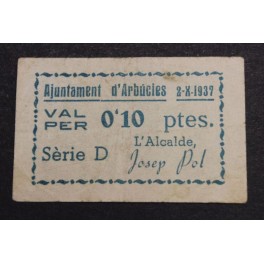 Ajuntament d'Arbúcies 2-X-1937
VAL
PER 0'10 ptes.
Sèrie D L'Alcalde,
Josep Pol